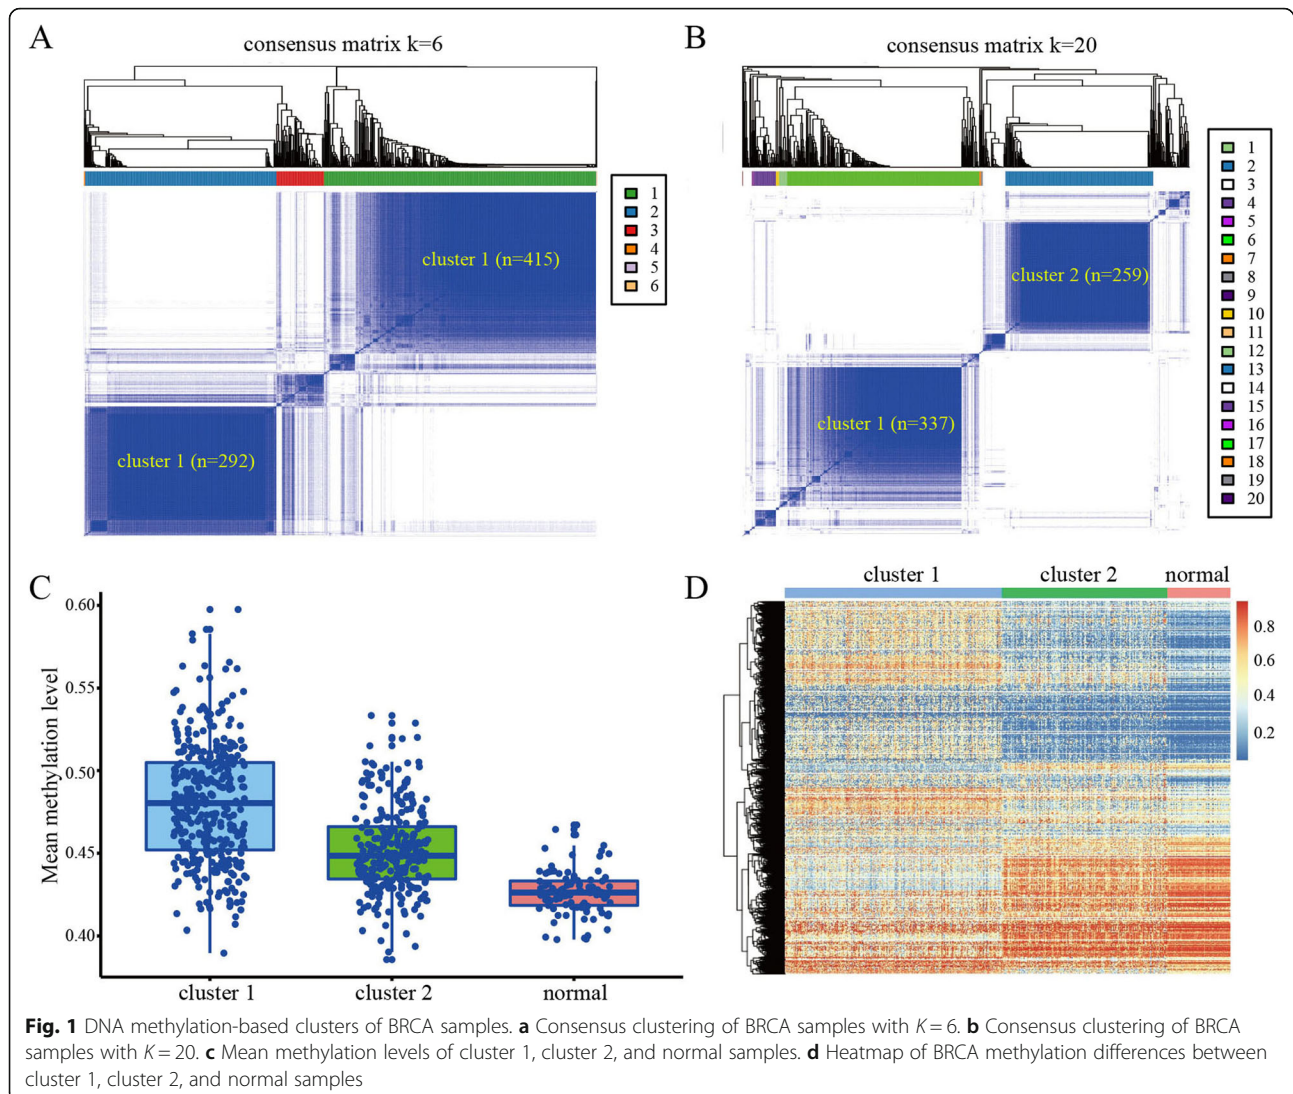 A
consensus matrix k=6
cluster 1 (n=415)
cluster 1 (n=292)
1
2
3
4
5
6
B
consensus matrix k=20
cluster 2 (n=259)
cluster 1 (n=337)
1
2
3
4
5
6
7
8
9
10
11
12
13
14
15
16
17
18
19
20
C
Mean methylation level
0.60
0.55
0.50
0.45
0.40
cluster 1 cluster 2 normal
D
cluster 1 cluster 2 normal
0.8
0.6
0.4
0.2
Fig. 1 DNA methylation-based clusters of BRCA samples. a Consensus clustering of BRCA samples with K = 6. b Consensus clustering of BRCA
samples with K = 20. c Mean methylation levels of cluster 1, cluster 2, and normal samples. d Heatmap of BRCA methylation differences between
cluster 1, cluster 2, and normal samples